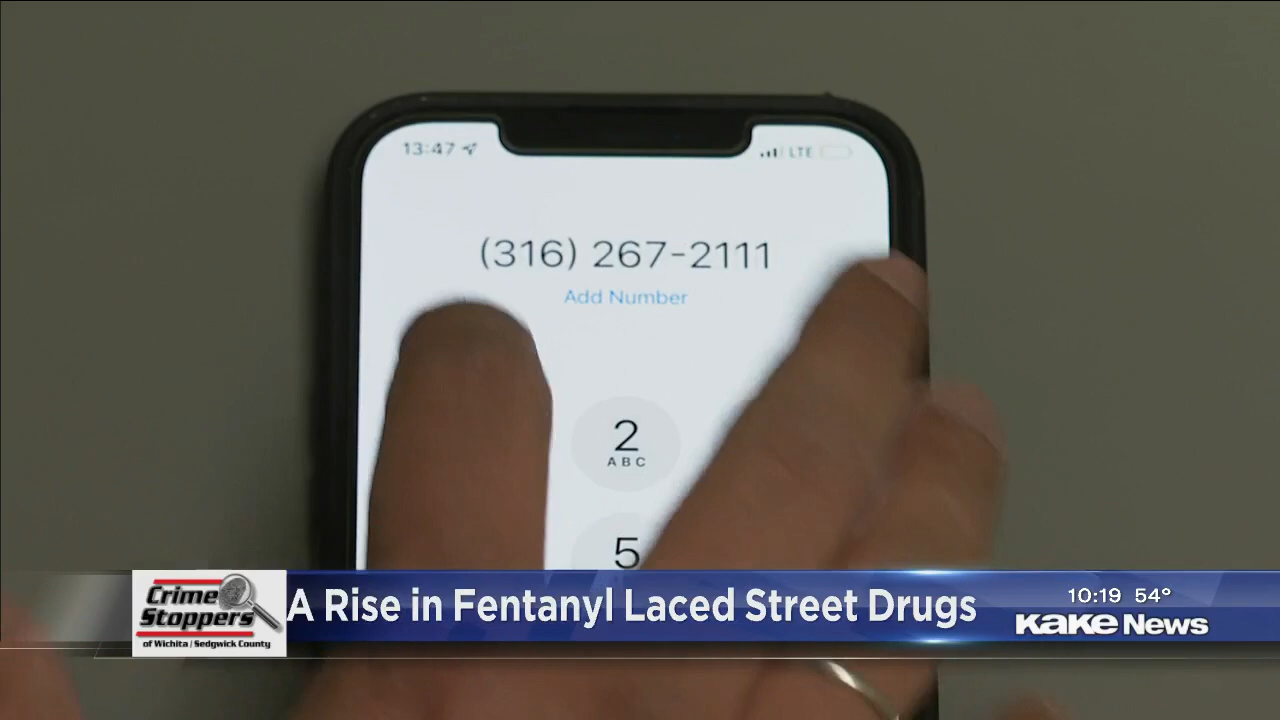 13:47
LTE
(316) 267-2111
Add Number
2
ABC
5
Crime
Stoppers
of Wichita / Sedgwick County
A Rise in Fentanyl Laced Street Drugs
10:19 54°
KAKE News